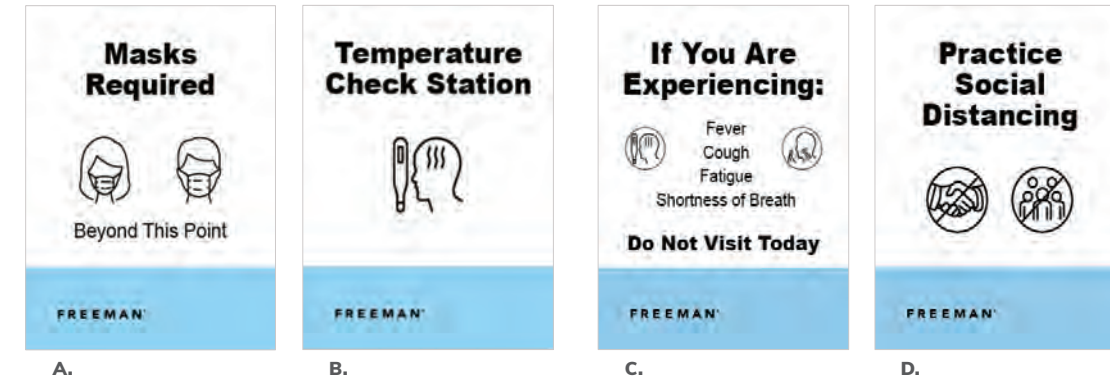 Masks
Required
Beyond This Point
FREEMAN
A.
Temperature
Check Station
FREEMAN
B.
If You Are
Experiencing:
Fever
Cough
Fatigue
Shortness of Breath
Do Not Visit Today
FREEMAN
C.
Practice
Social
Distancing
FREEMAN
D.